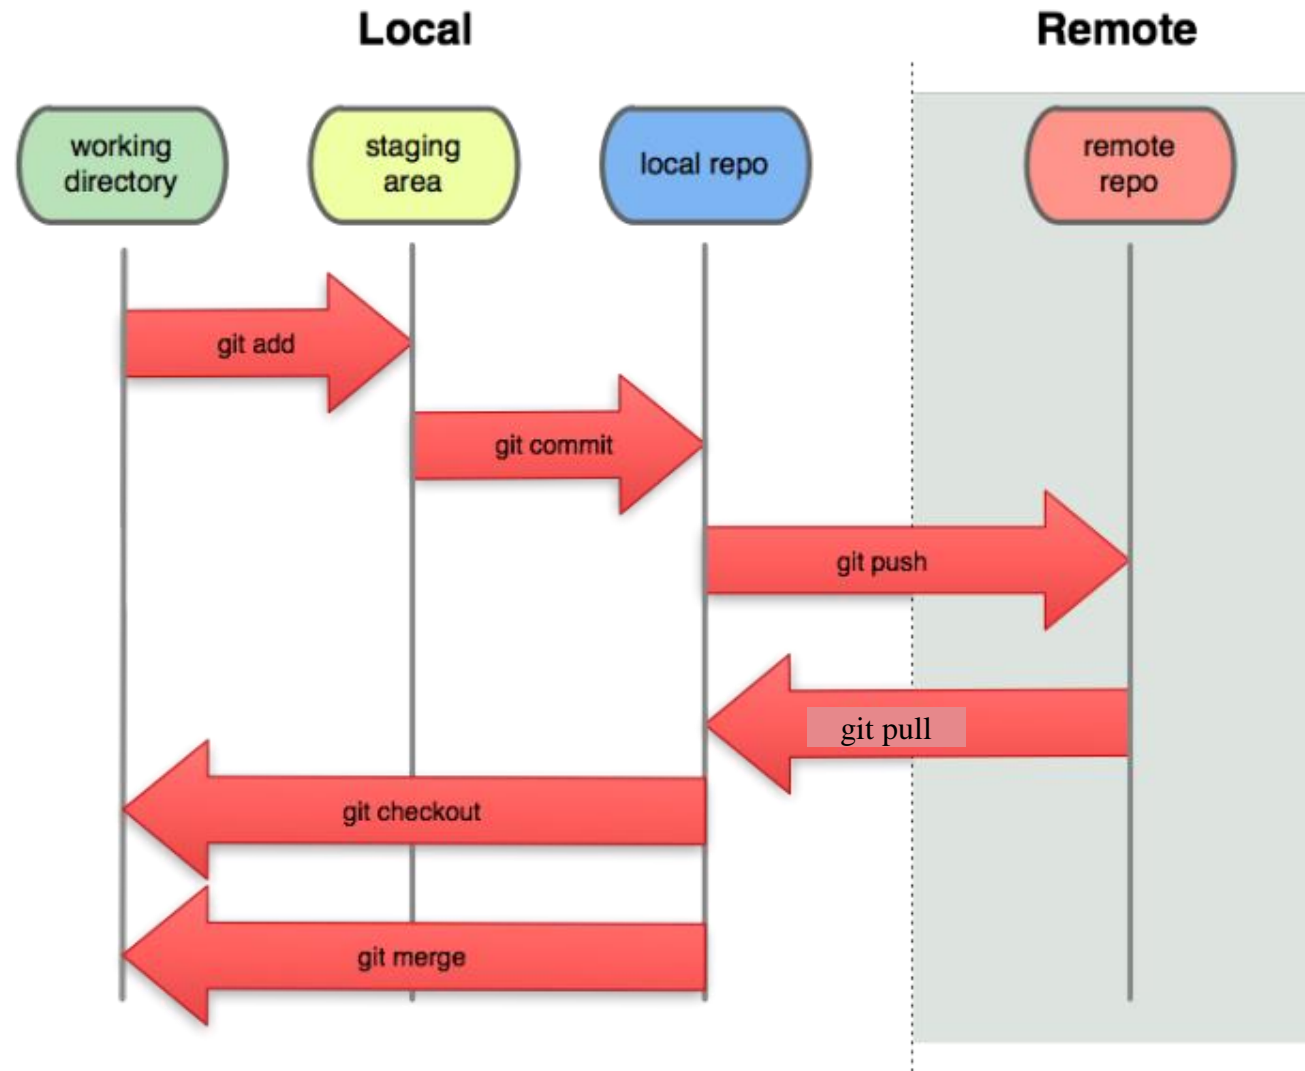 Local
Remote
working
directory
staging
area
local repo
remote
repo
git add
git commit
git push
git pull
git checkout
git merge